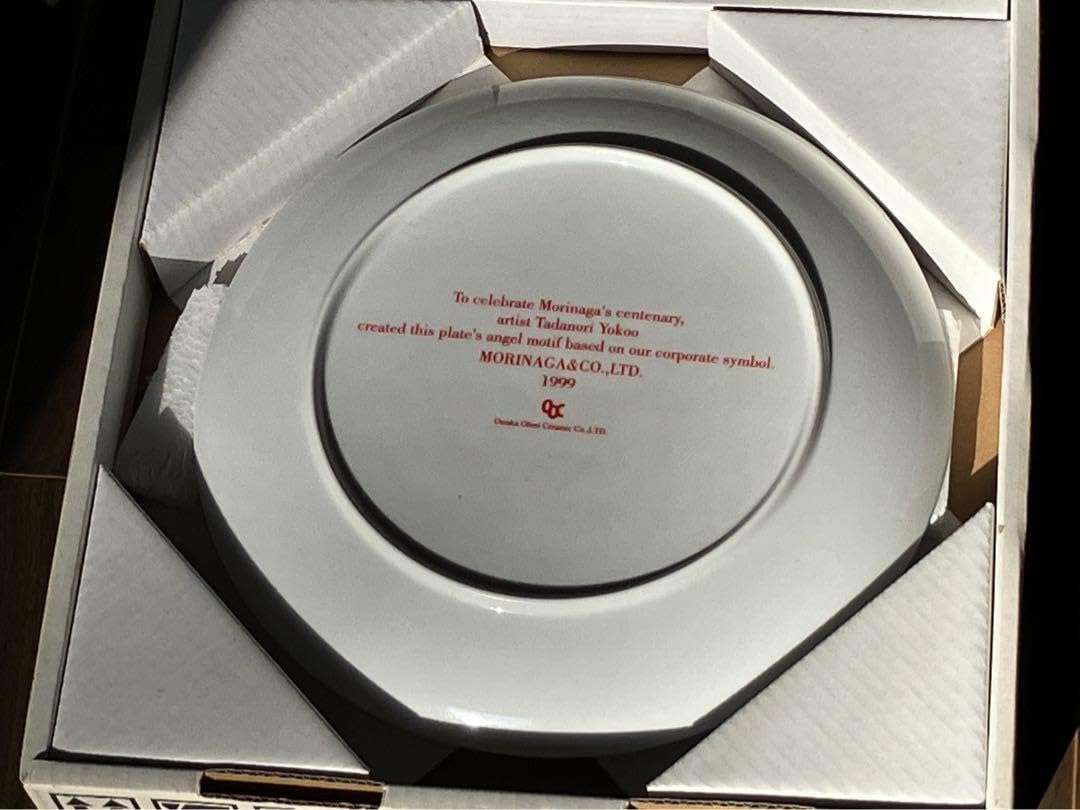 To celebrate Morinaga's centenary,
artist Tadanori Yokoo
created this plate's angel motif based on our corporate symbol.
MORINAGA&CO.,LTD.
1999
OOC
Osaka Ohmi Ceramic Co.,LTD.